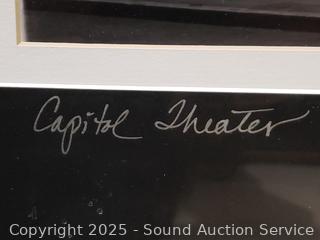 Capitol Theater
Copyright 2025 - Sound Auction Service